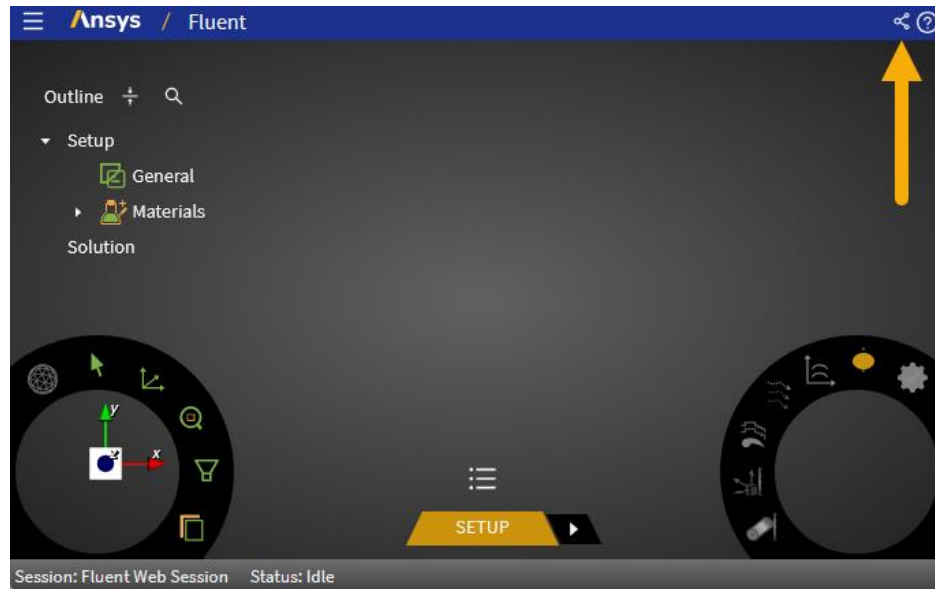 Ansys / Fluent
?
Outline
Setup
General
Materials
Solution
y
z x
SETUP
Session: Fluent Web Session Status: Idle